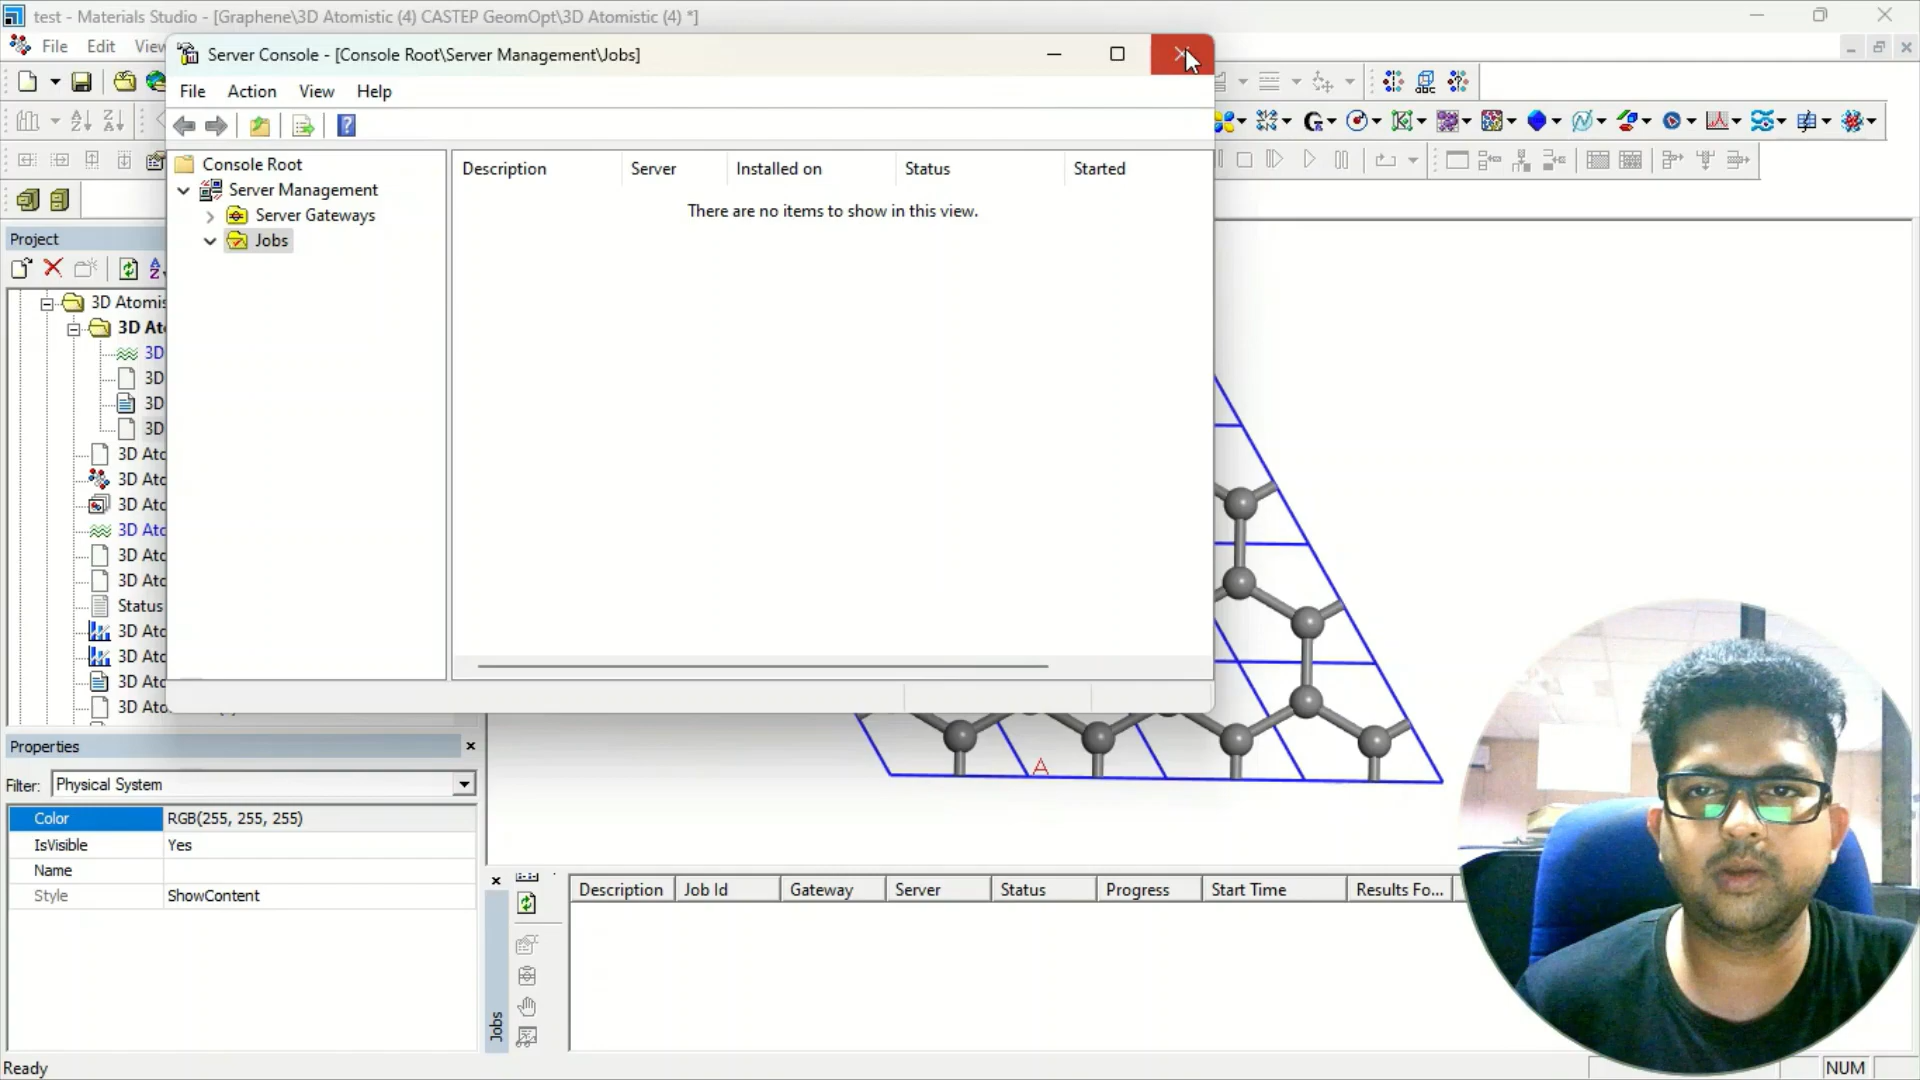 test - Materials Studio - [Graphene\3D Atomistic (4) CASTEP GeomOpt\3D Atomistic (4) *]
File Edit View
Server Console - [Console Root\Server Management\Jobs]
File Action View Help
Console Root
Server Management
Server Gateways
Jobs
Description Server Installed on Status Started
There are no items to show in this view.
Project
3D Atomis
3D At
3D
3D
3D
3D
3D Atc
3D Atc
3D Atc
3D Atc
3D Atc
3D Atc
Status
3D Atc
3D Atc
3D Atc
3D Ato
A
Properties
Filter: Physical System
Color RGB(255, 255, 255)
IsVisible Yes
Name
Style ShowContent
Description Job Id Gateway Server Status Progress Start Time Results Fo...
Jobs
Ready
NUM